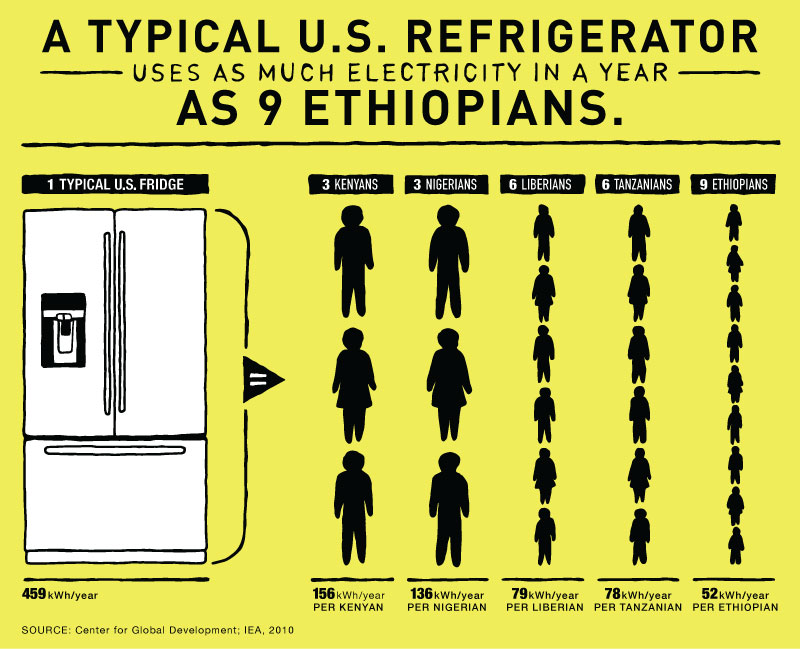 A TYPICAL U.S. REFRIGERATOR
USES AS MUCH ELECTRICITY IN A YEAR
AS 9 ETHIOPIANS.
1 TYPICAL U.S. FRIDGE
3 KENYANS
3 NIGERIANS
6 LIBERIANS
6 TANZANIANS
9 ETHIOPIANS
=
459 kWh/year
156 kWh/year
PER KENYAN
136 kWh/year
PER NIGERIAN
79 kWh/year
PER LIBERIAN
78 kWh/year
PER TANZANIAN
52 kWh/year
PER ETHIOPIAN
SOURCE: Center for Global Development; IEA, 2010